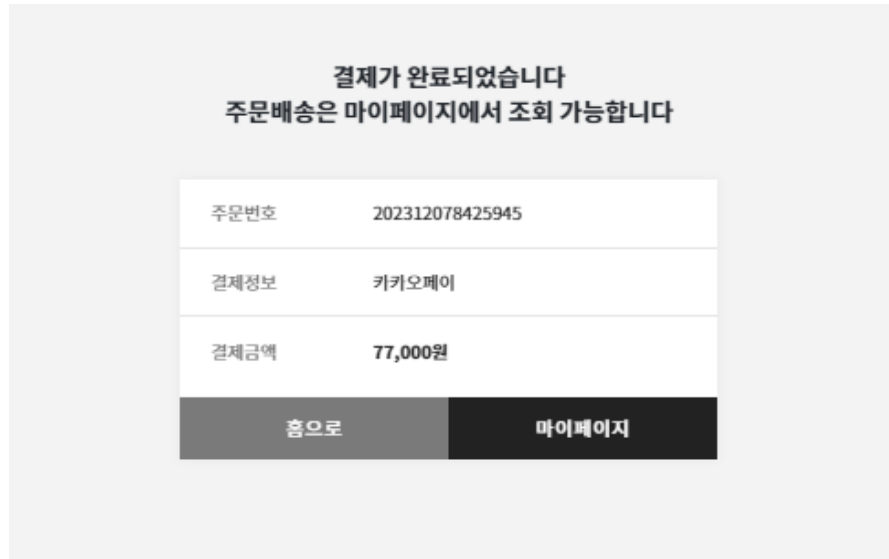 결제가 완료되었습니다
주문배송은 마이페이지에서 조회 가능합니다
주문번호 202312078425945
결제정보 카카오페이
결제금액 77,000원
홈으로 마이페이지